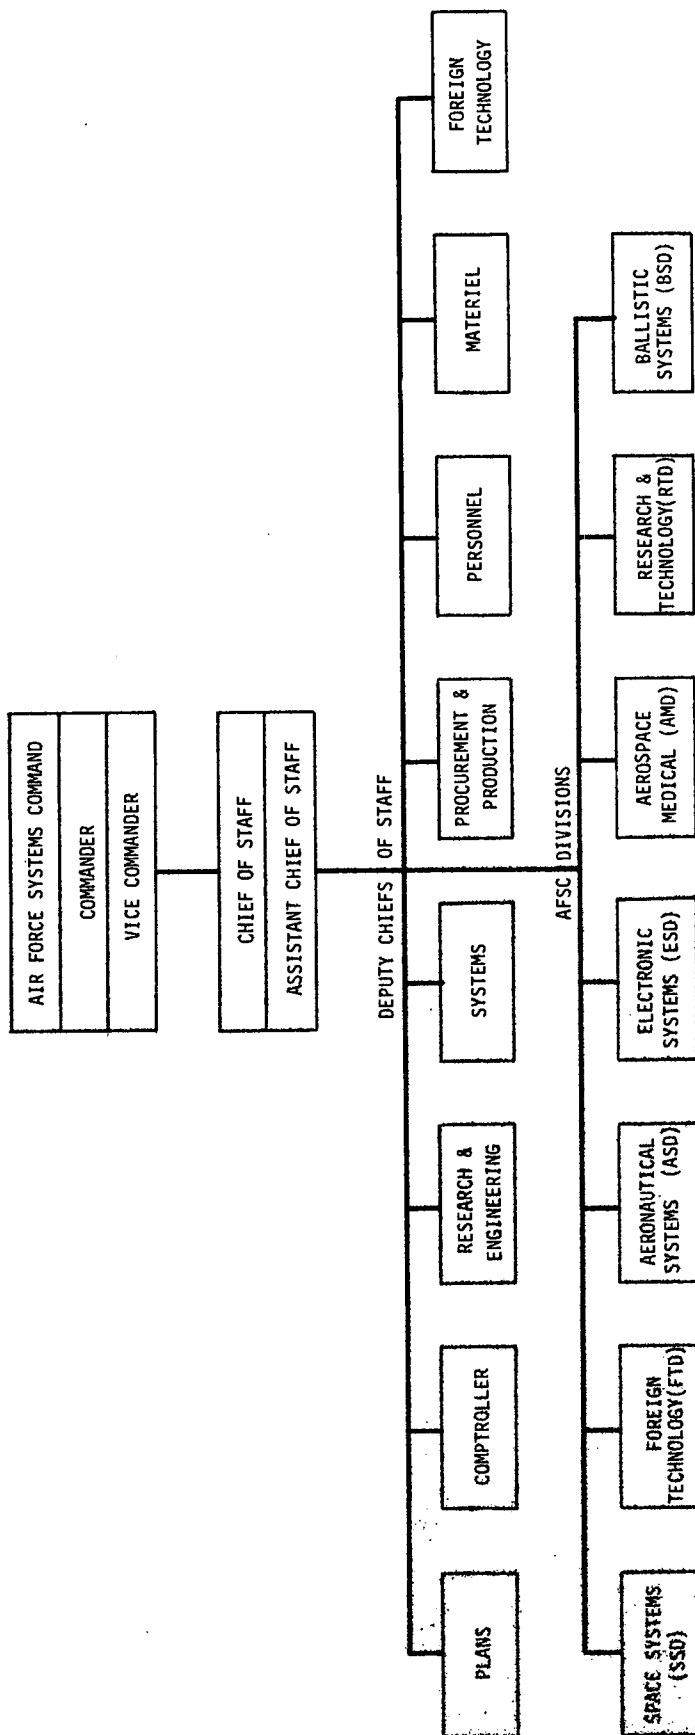 AIR FORCE SYSTEMS COMMAND
COMMANDER
VICE COMMANDER
CHIEF OF STAFF
ASSISTANT CHIEF OF STAFF
DEPUTY CHIEFS OF STAFF
PLANS
COMPTROLLER
RESEARCH &
ENGINEERING
SYSTEMS
PROCUREMENT &
PRODUCTION
PERSONNEL
MATERIEL
FOREIGN
TECHNOLOGY
AFSC DIVISIONS
SPACE SYSTEMS
(SSD)
FOREIGN
TECHNOLOGY(FTD)
AERONAUTICAL
SYSTEMS (ASD)
ELECTRONIC
SYSTEMS (ESD)
AEROSPACE
MEDICAL (AMD)
RESEARCH &
TECHNOLOGY(RTD)
BALLISTIC
SYSTEMS (BSD)